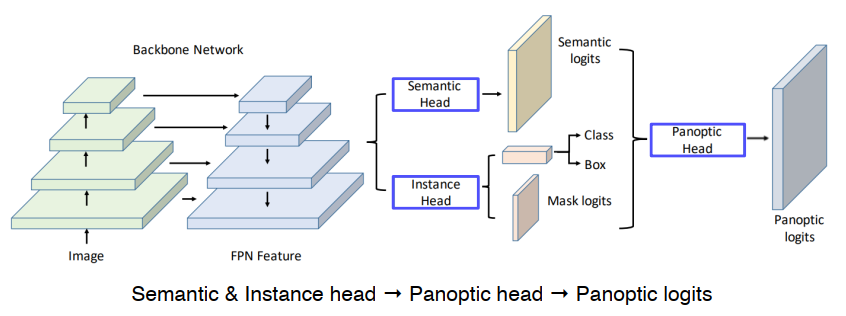 Backbone Network
Semantic
logits
Semantic
Head
Class
Box
Panoptic
Head
Instance
Head
Mask logits
Panoptic
logits
Image
FPN Feature
Semantic & Instance head → Panoptic head → Panoptic logits